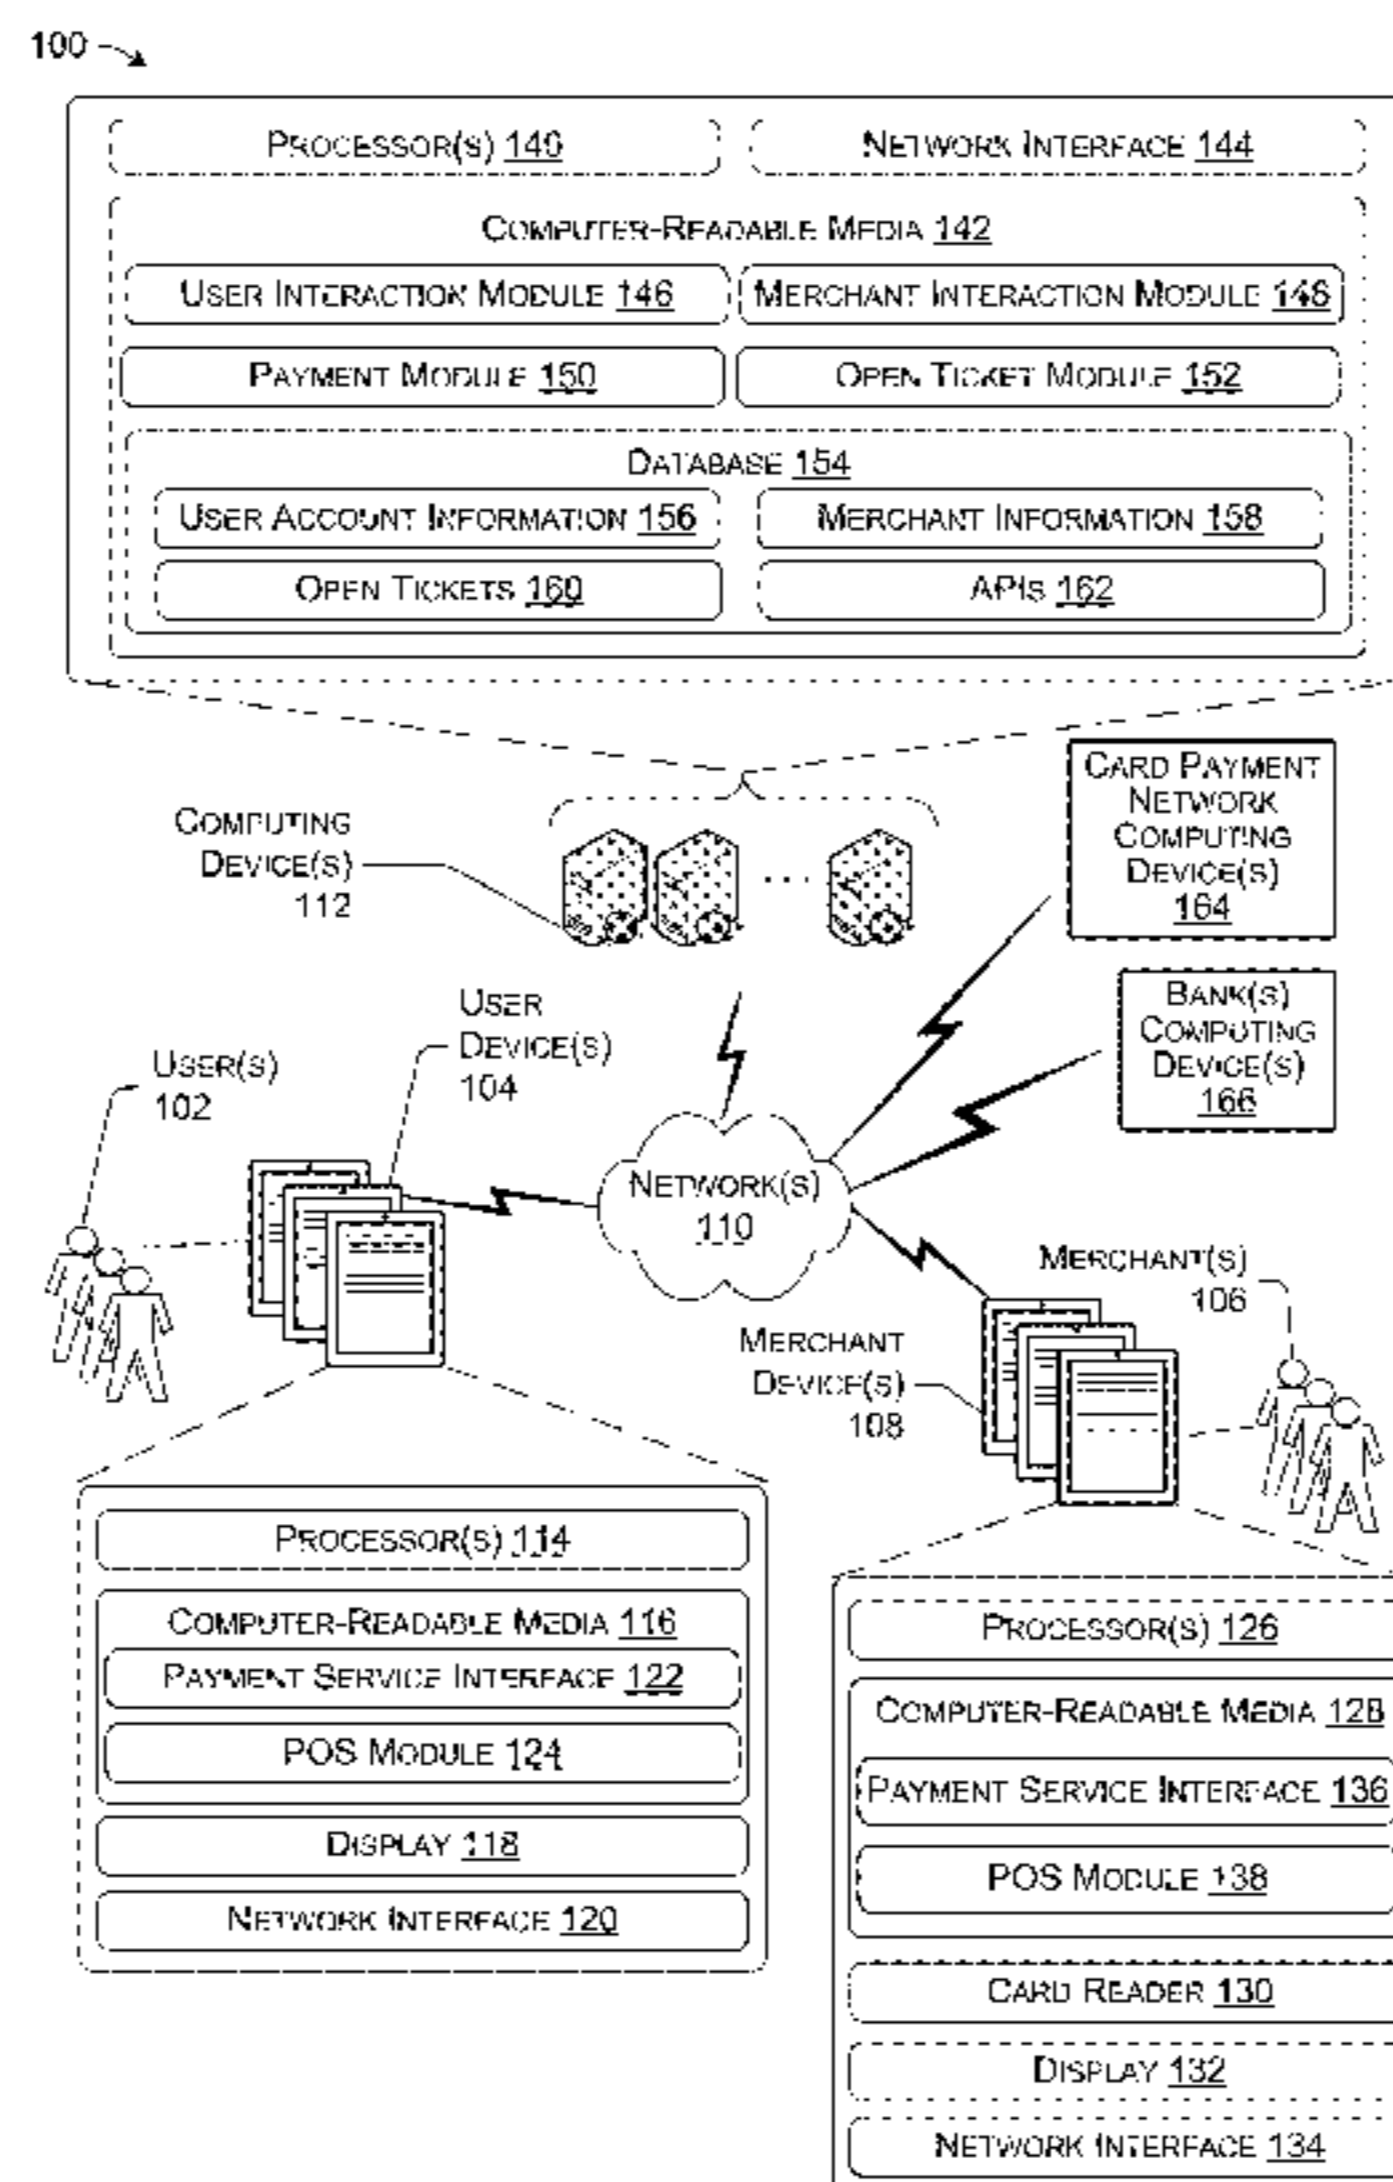 100
PROCESSOR(S) 140
NETWORK INTERFACE 144
COMPUTER-READABLE MEDIA 142
USER INTERACTION MODULE 146
MERCHANT INTERACTION MODULE 148
PAYMENT MODULE 150
OPEN TICKET MODULE 152
DATABASE 154
USER ACCOUNT INFORMATION 156
MERCHANT INFORMATION 158
OPEN TICKETS 160
APIS 162
CARD PAYMENT
NETWORK
COMPUTING
DEVICE(S)
164
COMPUTING
DEVICE(S)
112
BANK(S)
COMPUTING
DEVICE(S)
166
USER
DEVICE(S)
104
USER(S)
102
NETWORK(S)
110
MERCHANT(S)
106
MERCHANT
DEVICE(S)
108
PROCESSOR(S) 114
COMPUTER-READABLE MEDIA 116
PAYMENT SERVICE INTERFACE 122
POS MODULE 124
DISPLAY 118
NETWORK INTERFACE 120
PROCESSOR(S) 126
COMPUTER-READABLE MEDIA 128
PAYMENT SERVICE INTERFACE 136
POS MODULE 138
CARD READER 130
DISPLAY 132
NETWORK INTERFACE 134